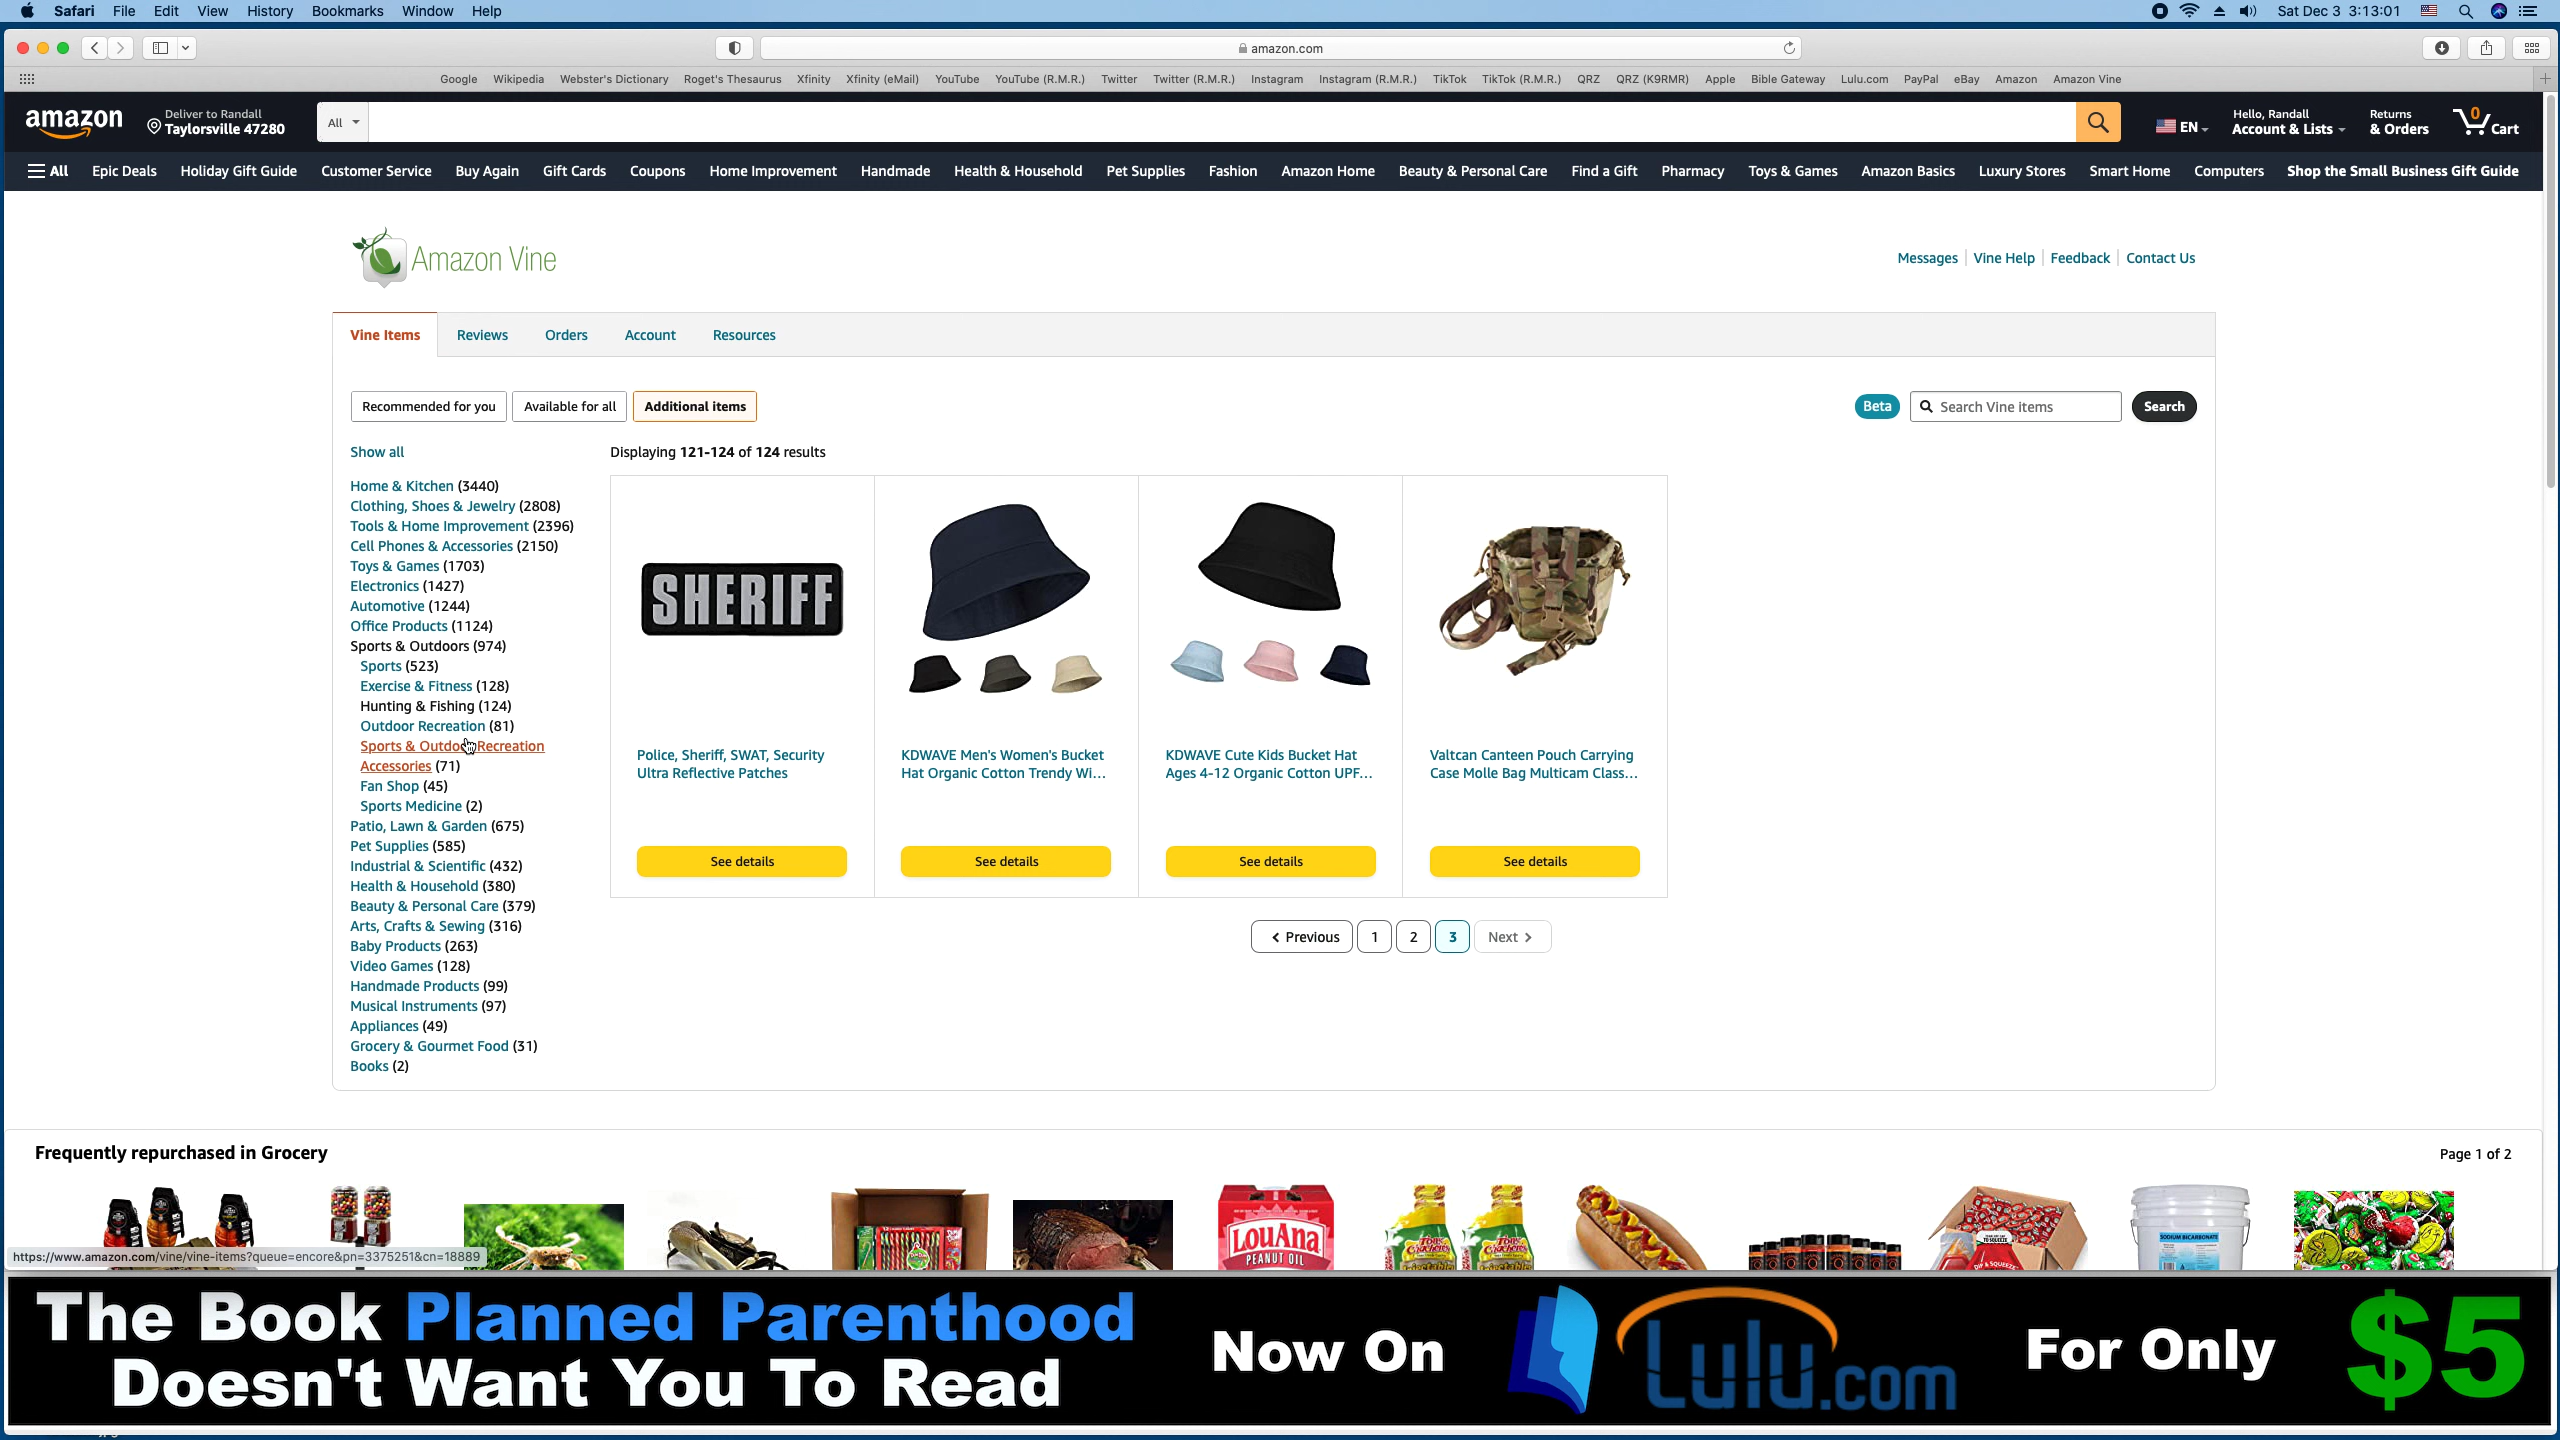 Safari File Edit View History Bookmarks Window Help
Sat Dec 3 3:13:01
amazon.com
Google Wikipedia Webster's Dictionary Roget's Thesaurus Xfinity Xfinity (eMail) YouTube YouTube (R.M.R.) Twitter Twitter (R.M.R.) Instagram Instagram (R.M.R.) TikTok TikTok (R.M.R.) QRZ QRZ (K9RMR) Apple Bible Gateway Lulu.com PayPal eBay Amazon Amazon Vine
amazon
Deliver to Randall
Taylorsville 47280
All
EN
Hello, Randall
Account & Lists
Returns
& Orders
0
Cart
All Epic Deals Holiday Gift Guide Customer Service Buy Again Gift Cards Coupons Home Improvement Handmade Health & Household Pet Supplies Fashion Amazon Home Beauty & Personal Care Find a Gift Pharmacy Toys & Games Amazon Basics Luxury Stores Smart Home Computers Shop the Small Business Gift Guide
Amazon Vine
Messages Vine Help Feedback Contact Us
Vine Items Reviews Orders Account Resources
Recommended for you Available for all Additional items
Beta Search Vine items Search
Show all
Displaying 121-124 of 124 results
Home & Kitchen (3440)
Clothing, Shoes & Jewelry (2808)
Tools & Home Improvement (2396)
Cell Phones & Accessories (2150)
Toys & Games (1703)
Electronics (1427)
Automotive (1244)
Office Products (1124)
Sports & Outdoors (974)
Sports (523)
Exercise & Fitness (128)
Hunting & Fishing (124)
Outdoor Recreation (81)
Sports & Outdoo Recreation
Accessories (71)
Fan Shop (45)
Sports Medicine (2)
Patio, Lawn & Garden (675)
Pet Supplies (585)
Industrial & Scientific (432)
Health & Household (380)
Beauty & Personal Care (379)
Arts, Crafts & Sewing (316)
Baby Products (263)
Video Games (128)
Handmade Products (99)
Musical Instruments (97)
Appliances (49)
Grocery & Gourmet Food (31)
Books (2)
SHERIFF
Police, Sheriff, SWAT, Security
Ultra Reflective Patches
See details
KDWAVE Men's Women's Bucket
Hat Organic Cotton Trendy Wi...
See details
KDWAVE Cute Kids Bucket Hat
Ages 4-12 Organic Cotton UPF...
See details
Valtcan Canteen Pouch Carrying
Case Molle Bag Multicam Class...
See details
Previous 1 2 3 Next
Frequently repurchased in Grocery
Page 1 of 2
LouAna
PEANUT OIL
Tony
Chachere's
Injectable
Tony
Chachere's
Injectable
DIP & SQUEEZE
SODIUM BICARBONATE
https://www.amazon.com/vine/vine-items?queue=encore&pn=3375251&cn=18889
The Book Planned Parenthood
Doesn't Want You To Read
Now On
Lulu.com
For Only
$5